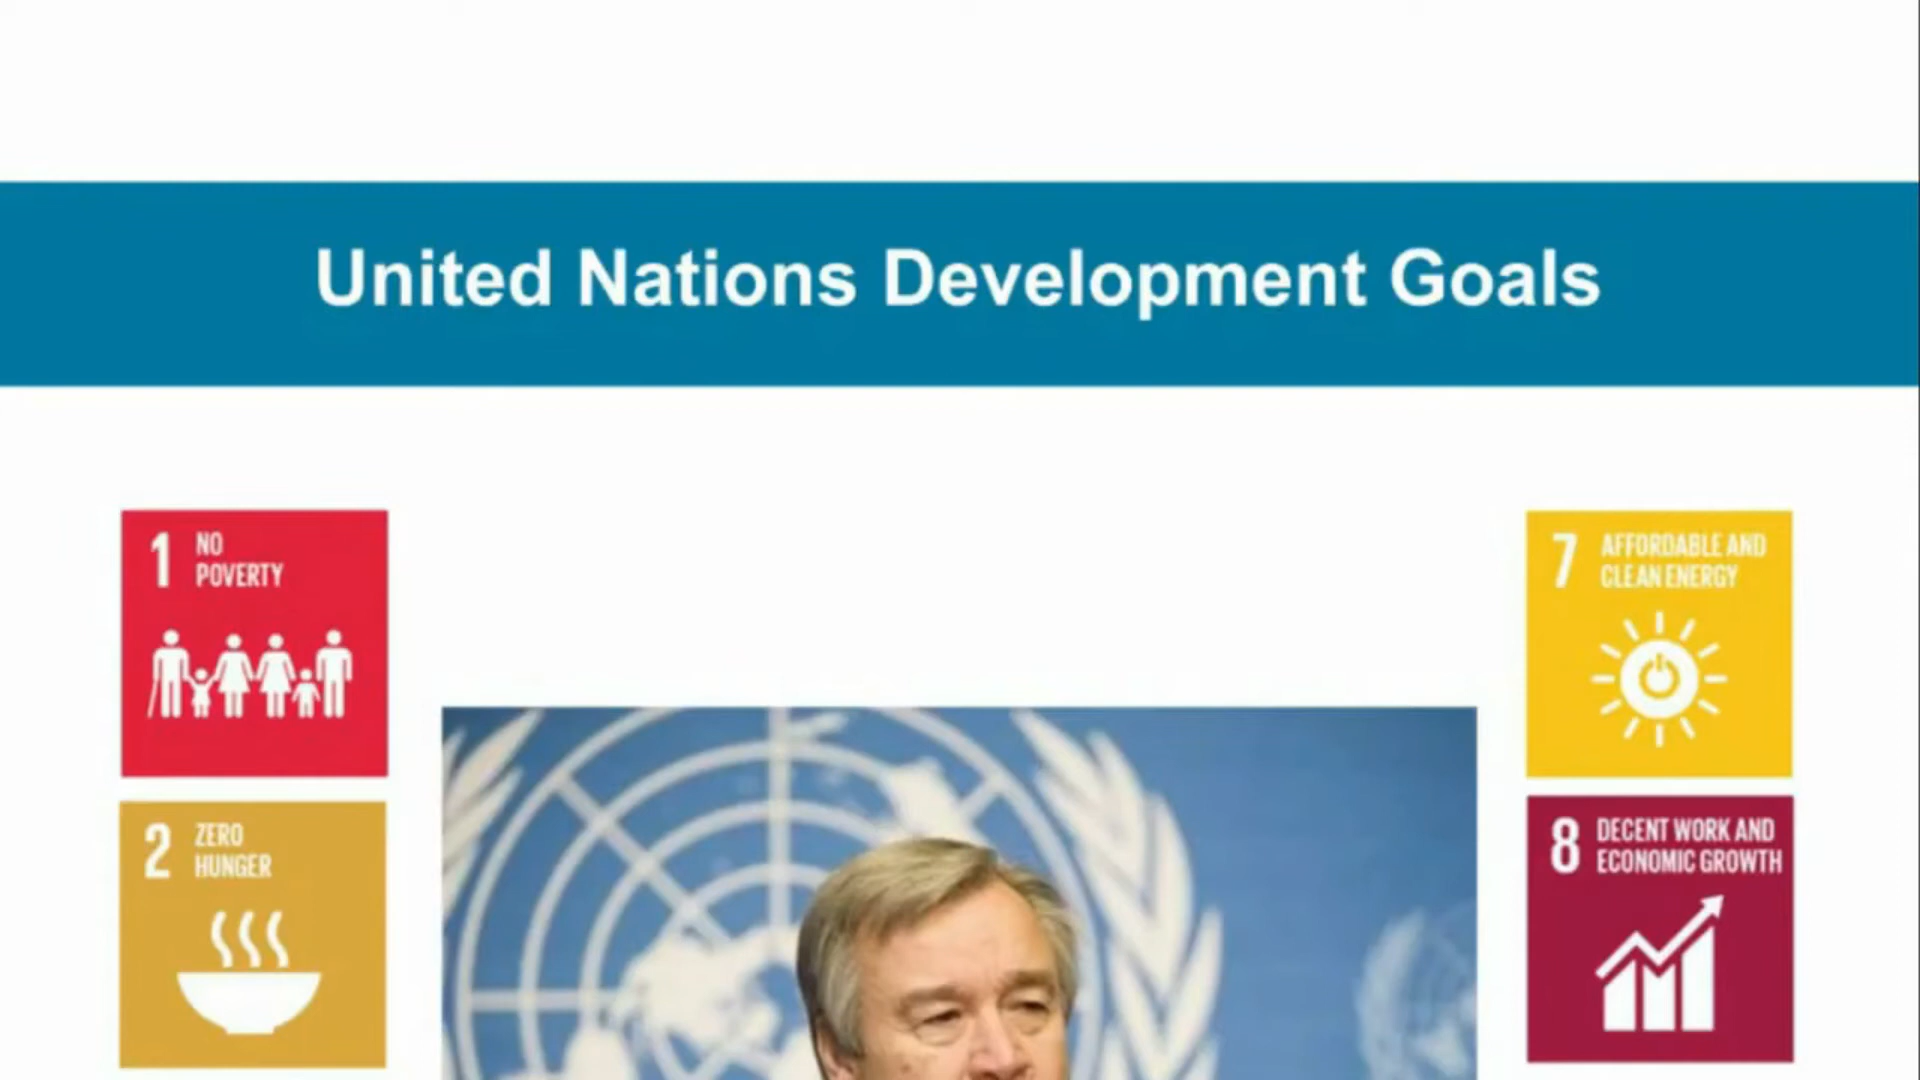 United Nations Development Goals
1 NO
POVERTY
7 AFFORDABLE AND
CLEAN ENERGY
2 ZERO
HUNGER
8 DECENT WORK AND
ECONOMIC GROWTH